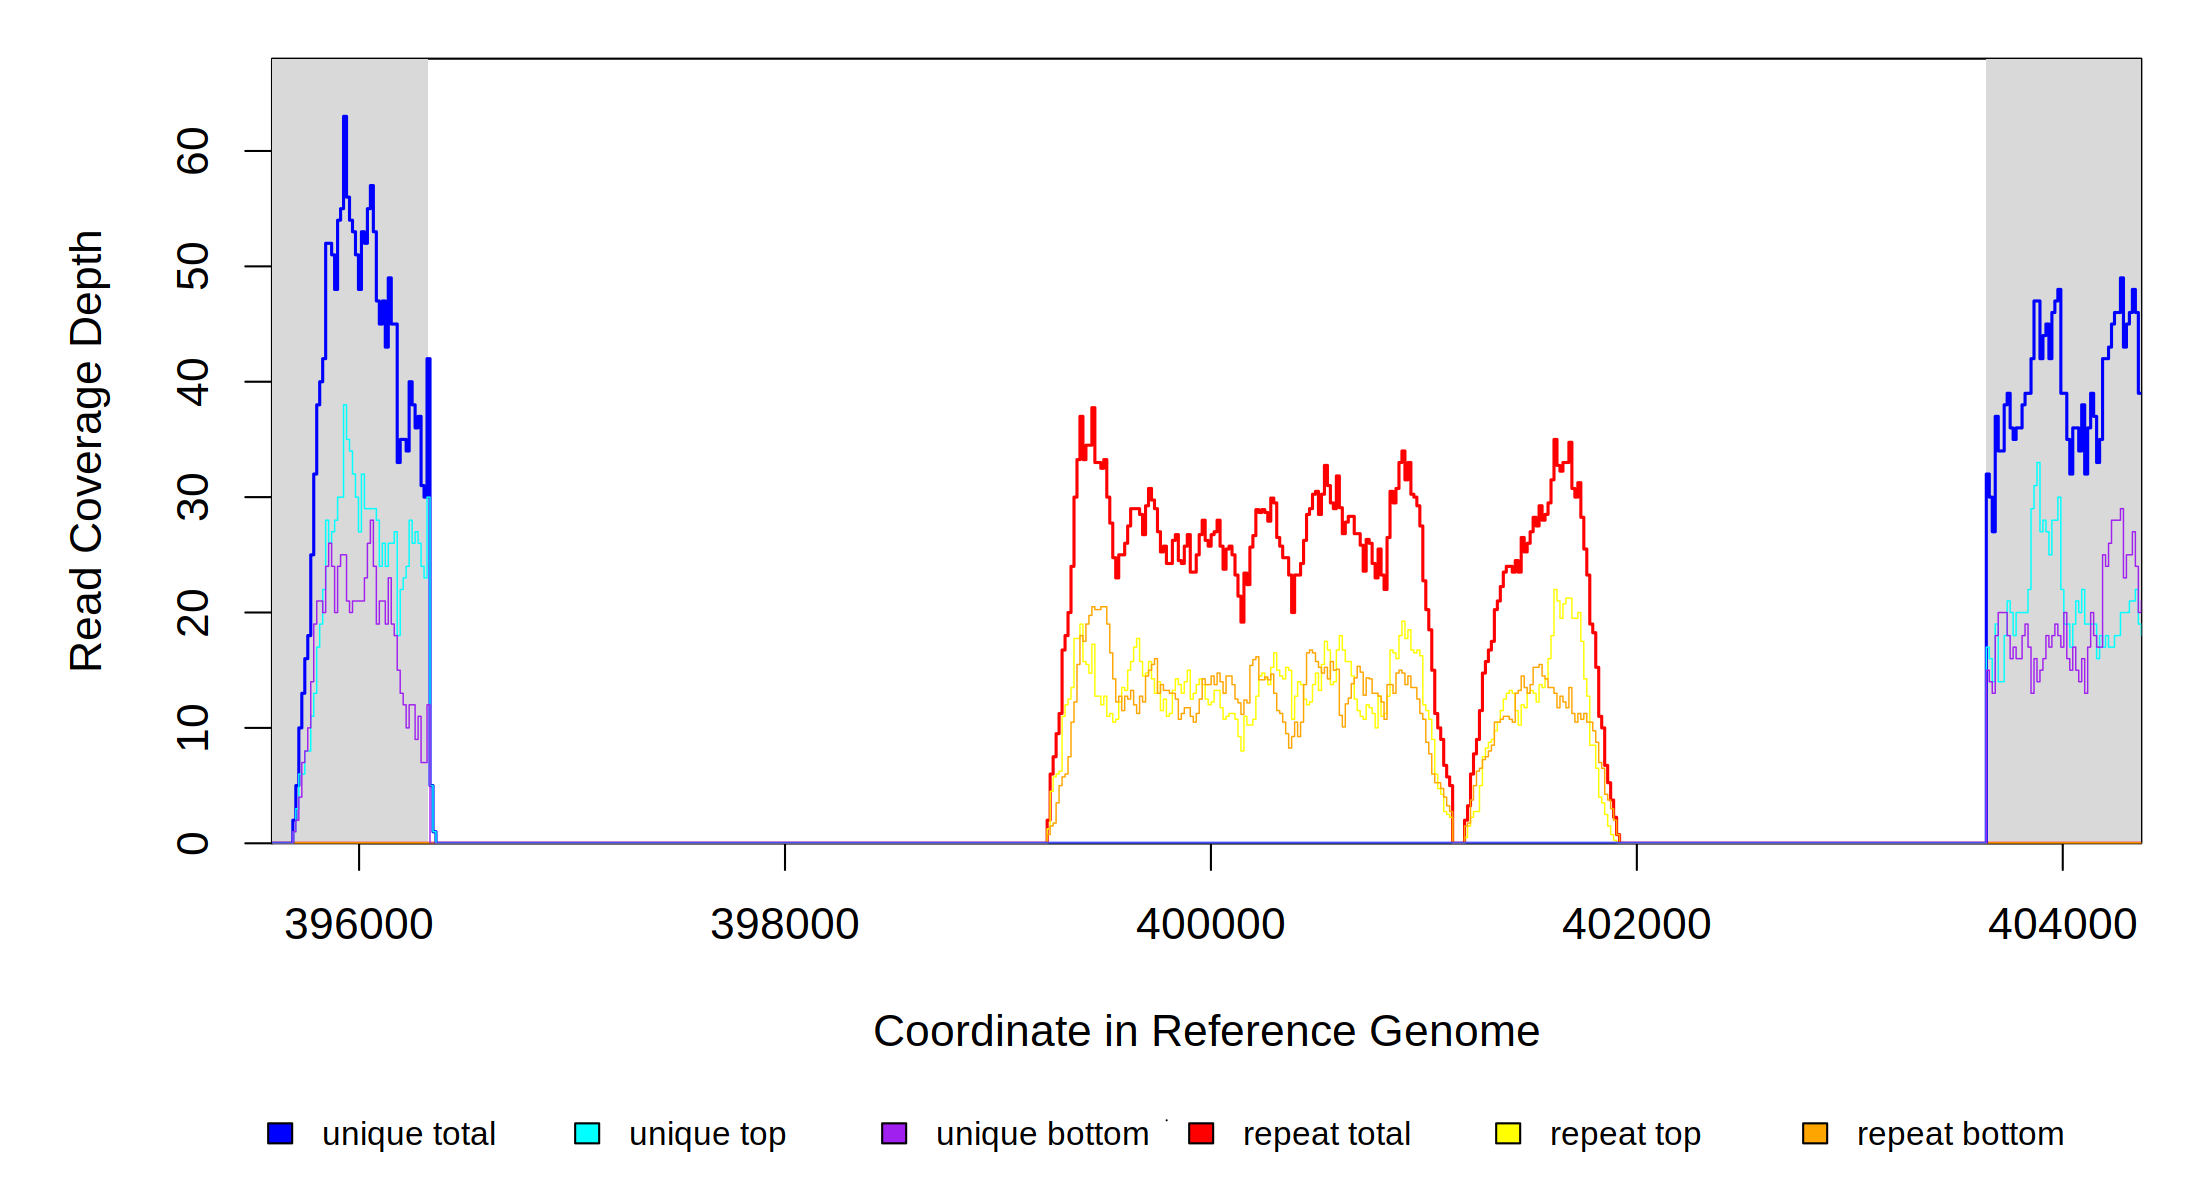 Read Coverage Depth
60
50
40
30
20
10
0
396000 398000 400000 402000 404000
Coordinate in Reference Genome
unique total unique top unique bottom repeat total repeat top repeat bottom